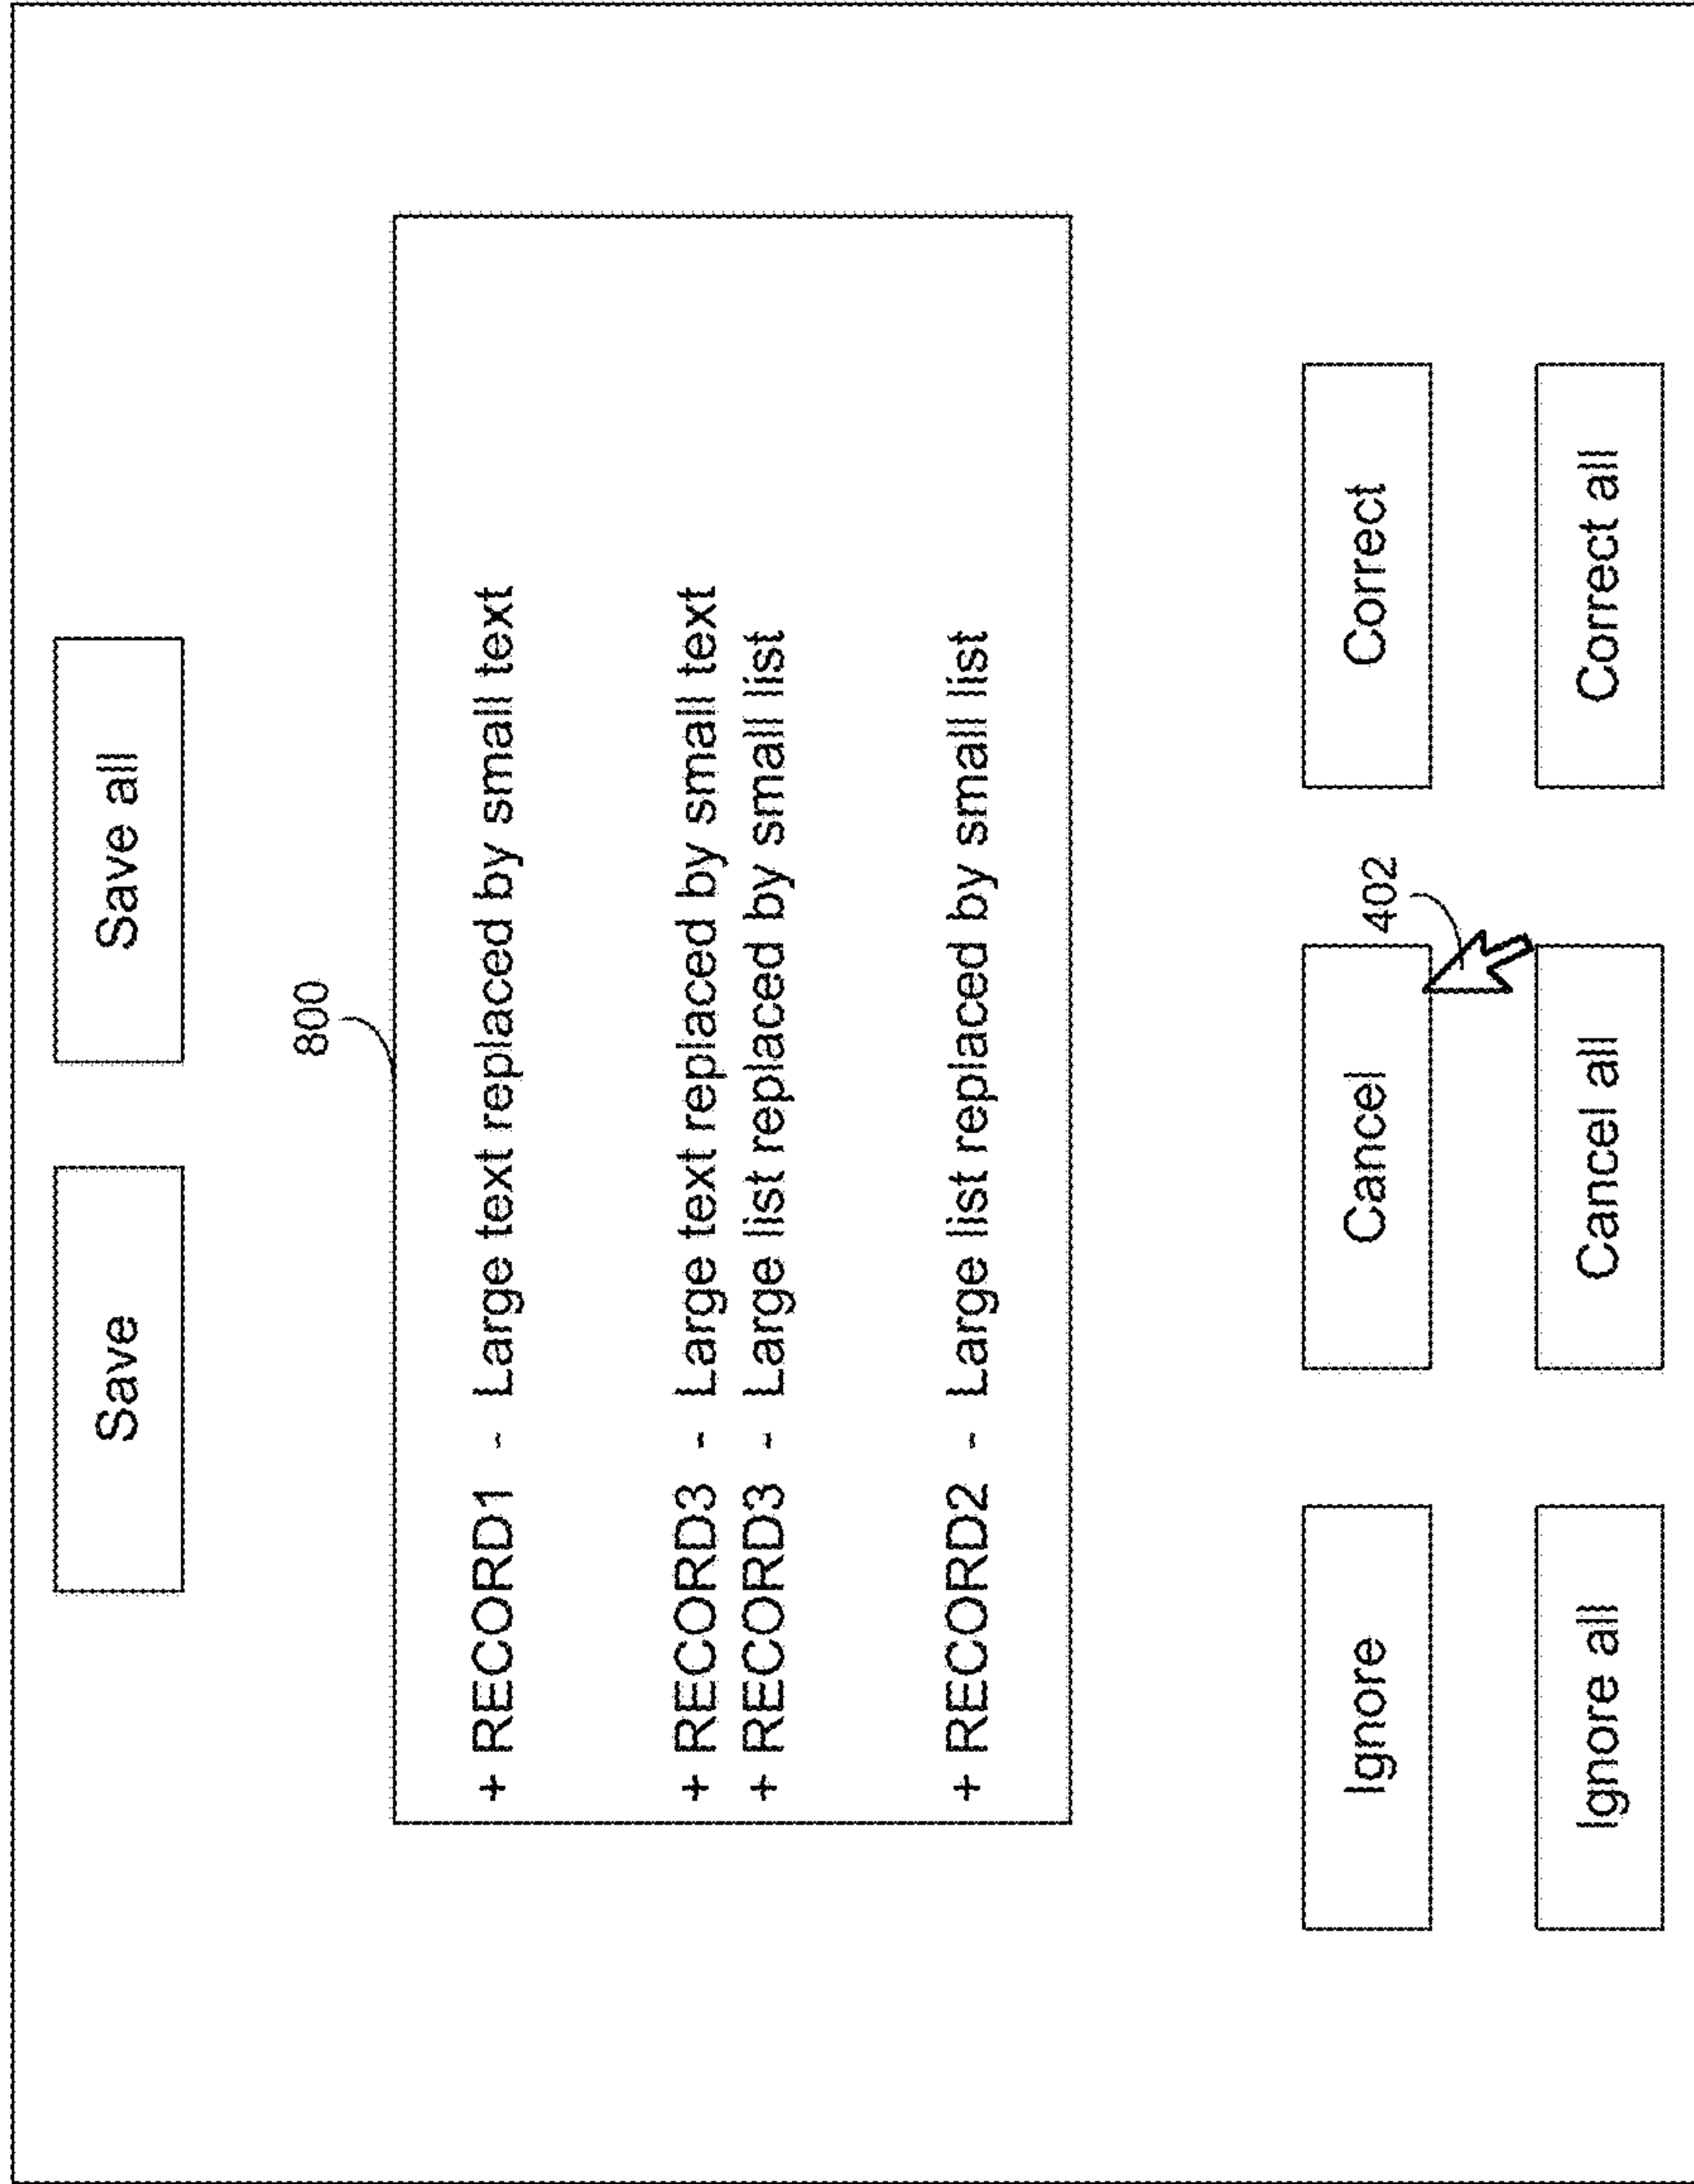 Save Save all
800
+ RECORD1 - Large text replaced by small text
+ RECORD3 - Large text replaced by small text
+ RECORD3 - Large list replaced by small list
+ RECORD2 - Large list replaced by small list
Ignore Cancel Correct
402
Ignore all Cancel all Correct all